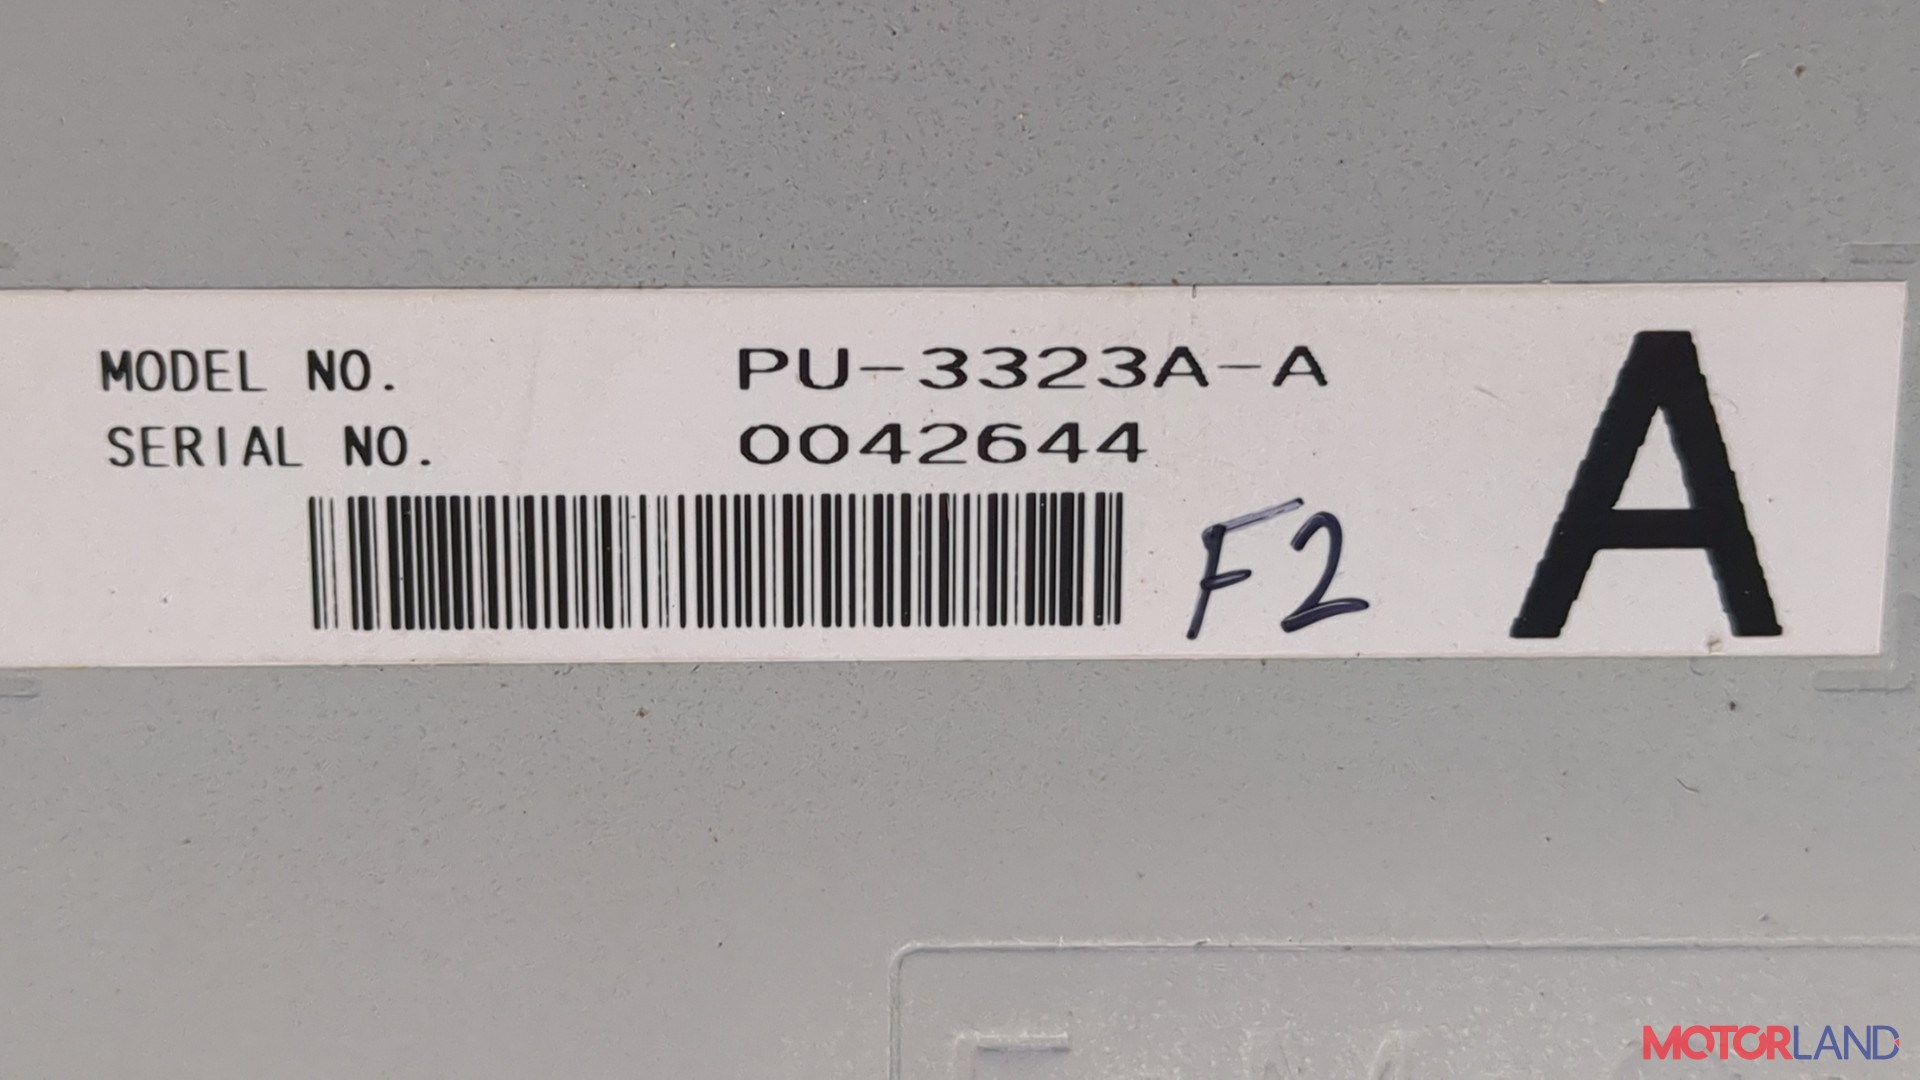 MODEL NO. PU-3323A-A
SERIAL NO. 0042644
F2
A
MOTORLAND